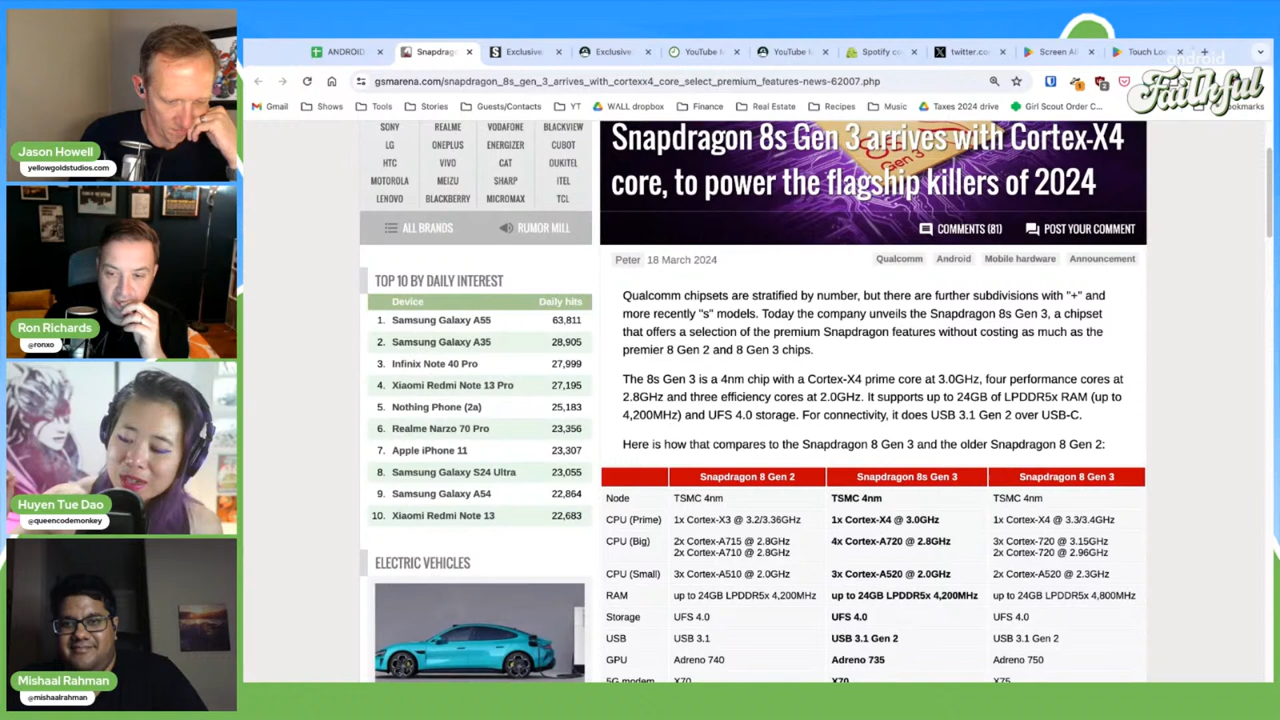 Jason Howell
yellowgoldstudios.com
Ron Richards
@ronxo
Huyen Tue Dao
@queencodemonkey
Mishaal Rahman
@mishaalrahman
ANDROID
Snapdrag
Exclusive
Exclusive
YouTube M
YouTube M
Spotify co
twitter.co
Screen A
Touch Lo
gsmarena.com/snapdragon_8s_gen_3_arrives_with_cortexx4_core_select_premium_features-news-62007.php
android
Faithful
Gmail
Shows
Tools
Stories
Guests/Contacts
YT
WALL dropbox
Finance
Real Estate
Recipes
Music
Taxes 2024 drive
Girl Scout Order C...
SONY REALME VODAFONE BLACKVIEW
LG ONEPLUS ENERGIZER CUBOT
HTC VIVO CAT OUKITEL
MOTOROLA MEIZU SHARP ITEL
LENOVO BLACKBERRY MICROMAX TCL
ALL BRANDS RUMOR MILL
TOP 10 BY DAILY INTEREST
Device Daily hits
1. Samsung Galaxy A55 63,811
2. Samsung Galaxy A35 28,905
3. Infinix Note 40 Pro 27,999
4. Xiaomi Redmi Note 13 Pro 27,195
5. Nothing Phone (2a) 25,183
6. Realme Narzo 70 Pro 23,356
7. Apple iPhone 11 23,307
8. Samsung Galaxy S24 Ultra 23,055
9. Samsung Galaxy A54 22,864
10. Xiaomi Redmi Note 13 22,683
ELECTRIC VEHICLES
Snapdragon 8s Gen 3 arrives with Cortex-X4
core, to power the flagship killers of 2024
COMMENTS (81) POST YOUR COMMENT
Peter 18 March 2024
Qualcomm Android Mobile hardware Announcement
Qualcomm chipsets are stratified by number, but there are further subdivisions with "+" and
more recently "s" models. Today the company unveils the Snapdragon 8s Gen 3, a chipset
that offers a selection of the premium Snapdragon features without costing as much as the
premier 8 Gen 2 and 8 Gen 3 chips.
The 8s Gen 3 is a 4nm chip with a Cortex-X4 prime core at 3.0GHz, four performance cores at
2.8GHz and three efficiency cores at 2.0GHz. It supports up to 24GB of LPDDR5x RAM (up to
4,200MHz) and UFS 4.0 storage. For connectivity, it does USB 3.1 Gen 2 over USB-C.
Here is how that compares to the Snapdragon 8 Gen 3 and the older Snapdragon 8 Gen 2:
Snapdragon 8 Gen 2 Snapdragon 8s Gen 3 Snapdragon 8 Gen 3
Node TSMC 4nm TSMC 4nm TSMC 4nm
CPU (Prime) 1x Cortex-X3 @ 3.2/3.36GHz 1x Cortex-X4 @ 3.0GHz 1x Cortex-X4 @ 3.3/3.4GHz
CPU (Big) 2x Cortex-A715 @ 2.8GHz 4x Cortex-A720 @ 2.8GHz 3x Cortex-720 @ 3.15GHz
2x Cortex-A710 @ 2.8GHz 2x Cortex-720 @ 2.96GHz
CPU (Small) 3x Cortex-A510 @ 2.0GHz 3x Cortex-A520 @ 2.0GHz 2x Cortex-A520 @ 2.3GHz
RAM up to 24GB LPDDR5x 4,200MHz up to 24GB LPDDR5x 4,200MHz up to 24GB LPDDR5x 4,800MHz
Storage UFS 4.0 UFS 4.0 UFS 4.0
USB USB 3.1 USB 3.1 Gen 2 USB 3.1 Gen 2
GPU Adreno 740 Adreno 735 Adreno 750
5G modem X70 X70 X75